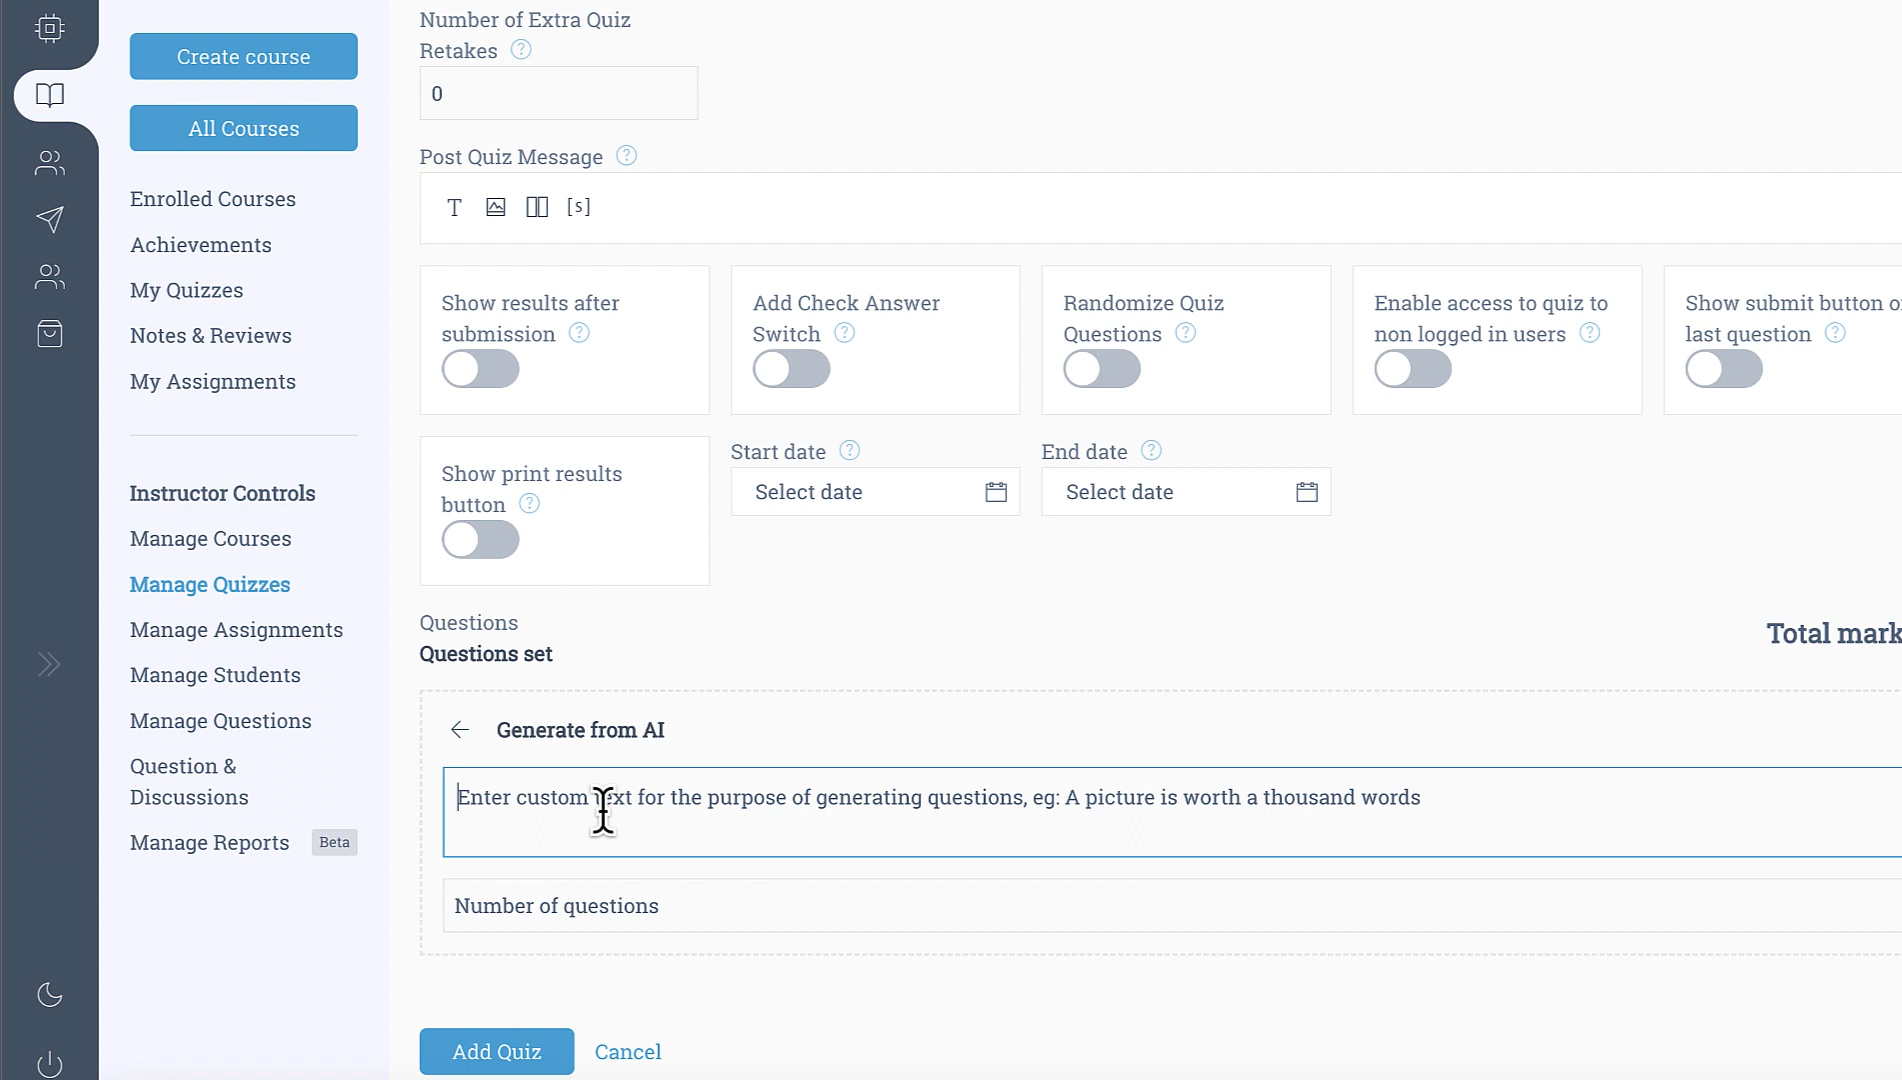 Create course
All Courses
Enrolled Courses
Achievements
My Quizzes
Notes & Reviews
My Assignments
Instructor Controls
Manage Courses
Manage Quizzes
Manage Assignments
Manage Students
Manage Questions
Question &
Discussions
Manage Reports Beta
Number of Extra Quiz
Retakes ?
0
Post Quiz Message ?
T [s]
Show results after
submission ?
Add Check Answer
Switch ?
Randomize Quiz
Questions ?
Enable access to quiz to
non logged in users ?
Show submit button
last question ?
Show print results
button ?
Start date ?
Select date
End date ?
Select date
Questions
Questions set
Total mark
Generate from AI
Enter custom text for the purpose of generating questions, eg: A picture is worth a thousand words
Number of questions
Add Quiz Cancel